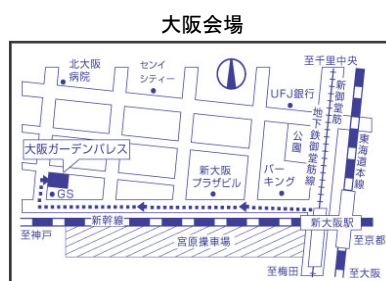 大阪会場
至千里中央
北大阪
病院
センイ
シティー
UFJ銀行
新御堂筋
地下鉄御堂筋線
東海道本線
公園
大阪ガーデンパレス
GS
新大阪
プラザビル
パー
キング
新幹線
新大阪駅
至神戸
宮原操車場
至京都
至梅田
至大阪